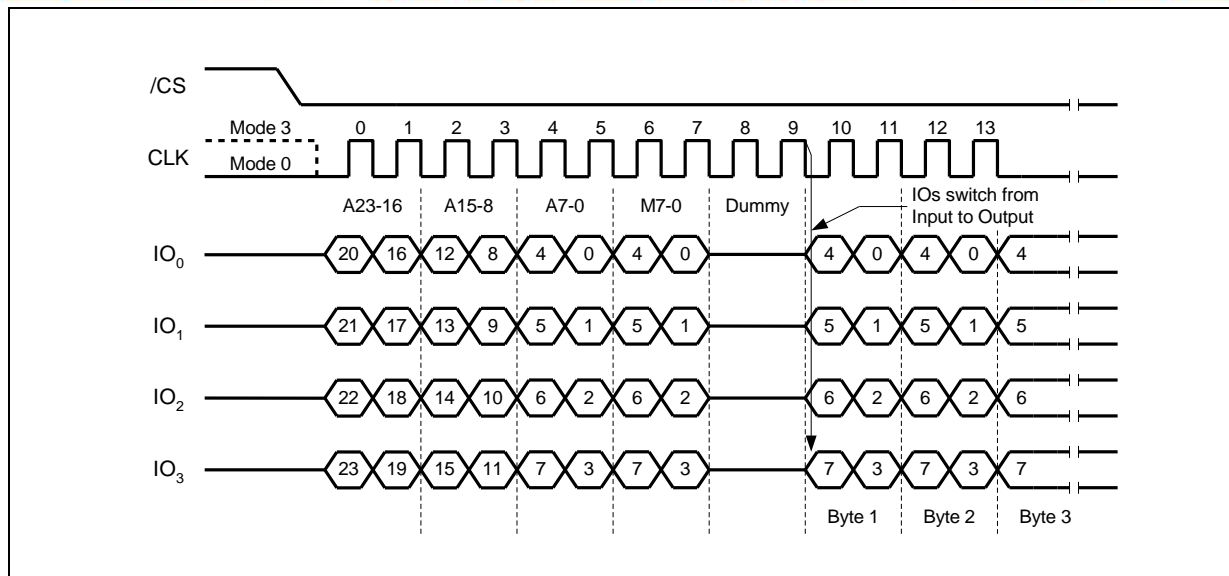 /CS
Mode 3 0 1 2 3 4 5 6 7 8 9 10 11 12 13
CLK Mode 0
A23-16 A15-8 A7-0 M7-0 Dummy
IOs switch from
Input to Output
IO0 20 16 12 8 4 0 4 0 4 0 4 0 4
IO1 21 17 13 9 5 1 5 1 5 1 5 1 5
IO2 22 18 14 10 6 2 6 2 6 2 6 2 6
IO3 23 19 15 11 7 3 7 3 7 3 7 3 7
Byte 1 Byte 2 Byte 3